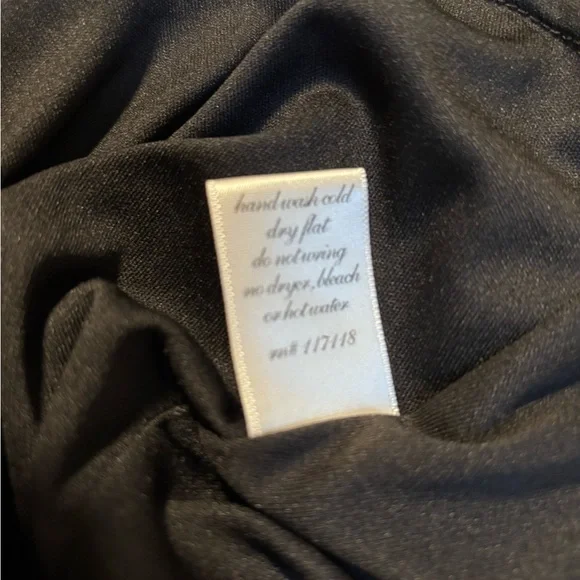 hand wash cold
dry flat
do not wring
no dryer, bleach
or hot water
rn# 117118